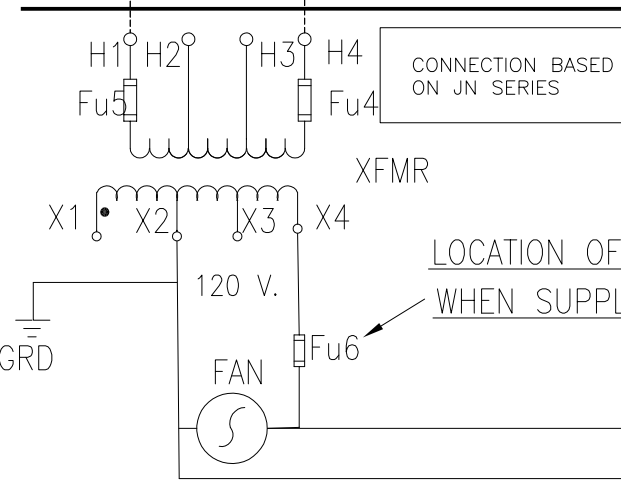 H1 H2 H3 H4
CONNECTION BASED
ON JN SERIES
Fu5 Fu4
XFMR
X1 X2 X3 X4
LOCATION OF
120 V.
WHEN SUPPL
Fu6
GRD
FAN